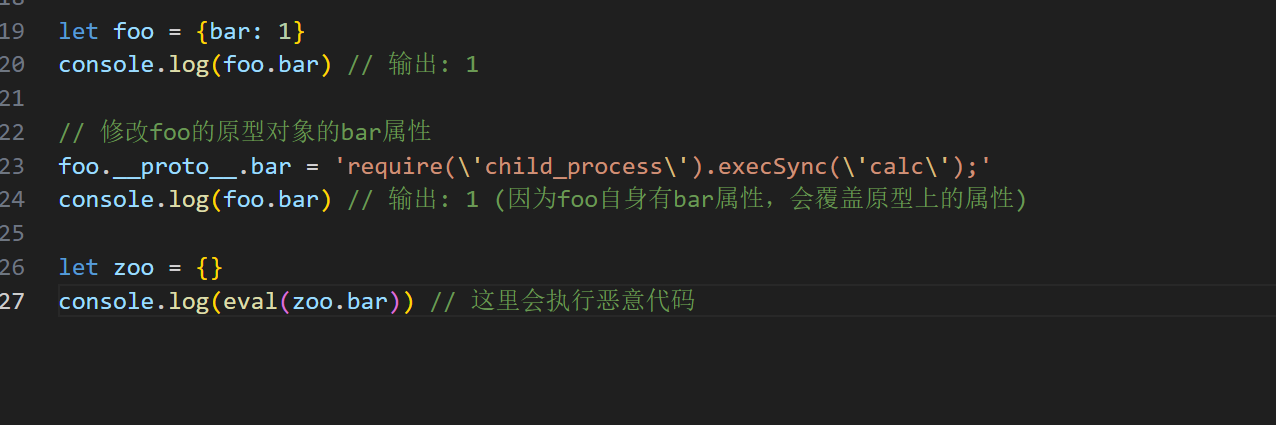 19 let foo = {bar: 1}
20 console.log(foo.bar) // 输出: 1
21
22 // 修改foo的原型对象的bar属性
23 foo.__proto__.bar = 'require(\'child_process\').execSync(\'calc\');'
24 console.log(foo.bar) // 输出: 1 (因为foo自身有bar属性，会覆盖原型上的属性)
25
26 let zoo = {}
27 console.log(eval(zoo.bar)) // 这里会执行恶意代码